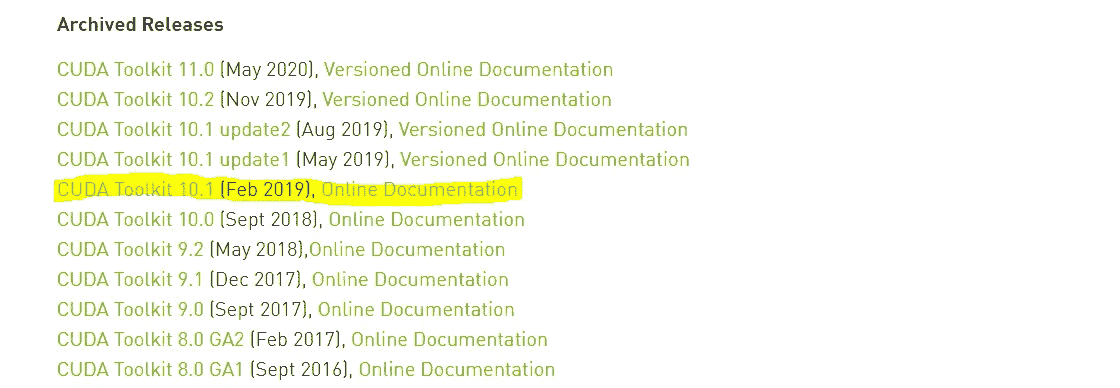 Archived Releases
CUDA Toolkit 11.0 (May 2020), Versioned Online Documentation
CUDA Toolkit 10.2 (Nov 2019), Versioned Online Documentation
CUDA Toolkit 10.1 update2 (Aug 2019), Versioned Online Documentation
CUDA Toolkit 10.1 update1 (May 2019), Versioned Online Documentation
CUDA Toolkit 10.1 (Feb 2019), Online Documentation
CUDA Toolkit 10.0 (Sept 2018), Online Documentation
CUDA Toolkit 9.2 (May 2018),Online Documentation
CUDA Toolkit 9.1 (Dec 2017), Online Documentation
CUDA Toolkit 9.0 (Sept 2017), Online Documentation
CUDA Toolkit 8.0 GA2 (Feb 2017), Online Documentation
CUDA Toolkit 8.0 GA1 (Sept 2016), Online Documentation